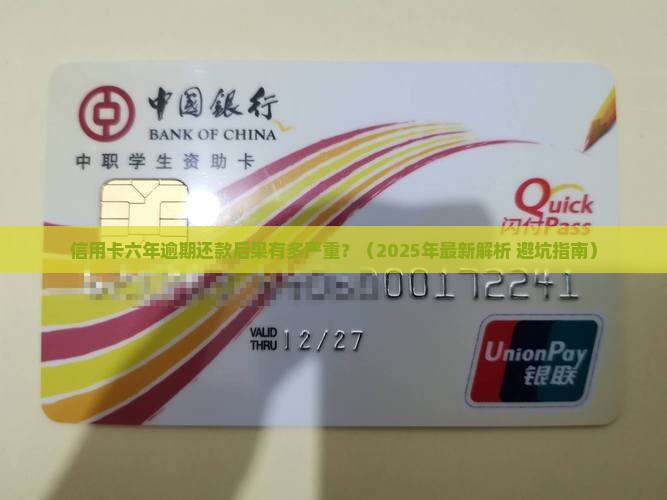 中國銀行
BANK OF CHINA
中职学生资助卡
Quick
闪付Pass
信用卡六年逾期还款后果有多严重？（2025年最新解析 避坑指南）
00172241
VALID
THRU 12/27
UnionPay
银联